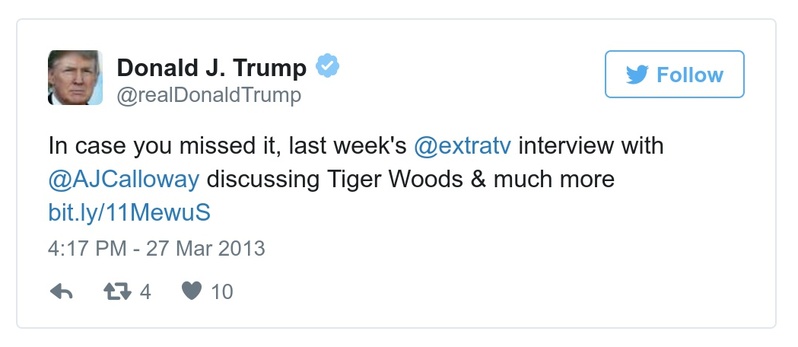 Donald J. Trump
@realDonaldTrump
Follow
In case you missed it, last week's @extratv interview with
@AJCalloway discussing Tiger Woods & much more
bit.ly/11MewuS
4:17 PM - 27 Mar 2013
4 10